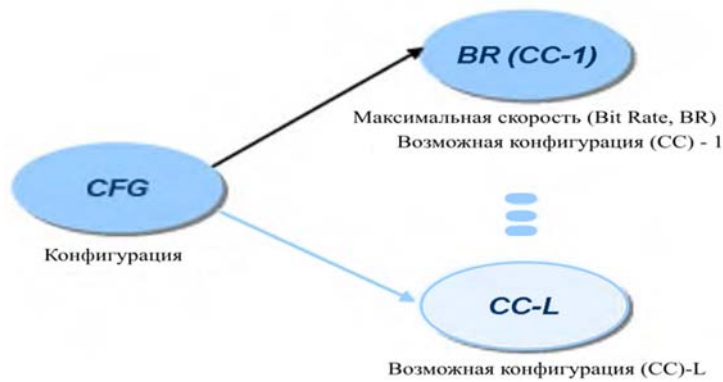 BR (CC-1)
Максимальная скорость (Bit Rate, BR)
Возможная конфигурация (CC) - 1
CFG
Конфигурация
CC-L
Возможная конфигурация (CC)-L